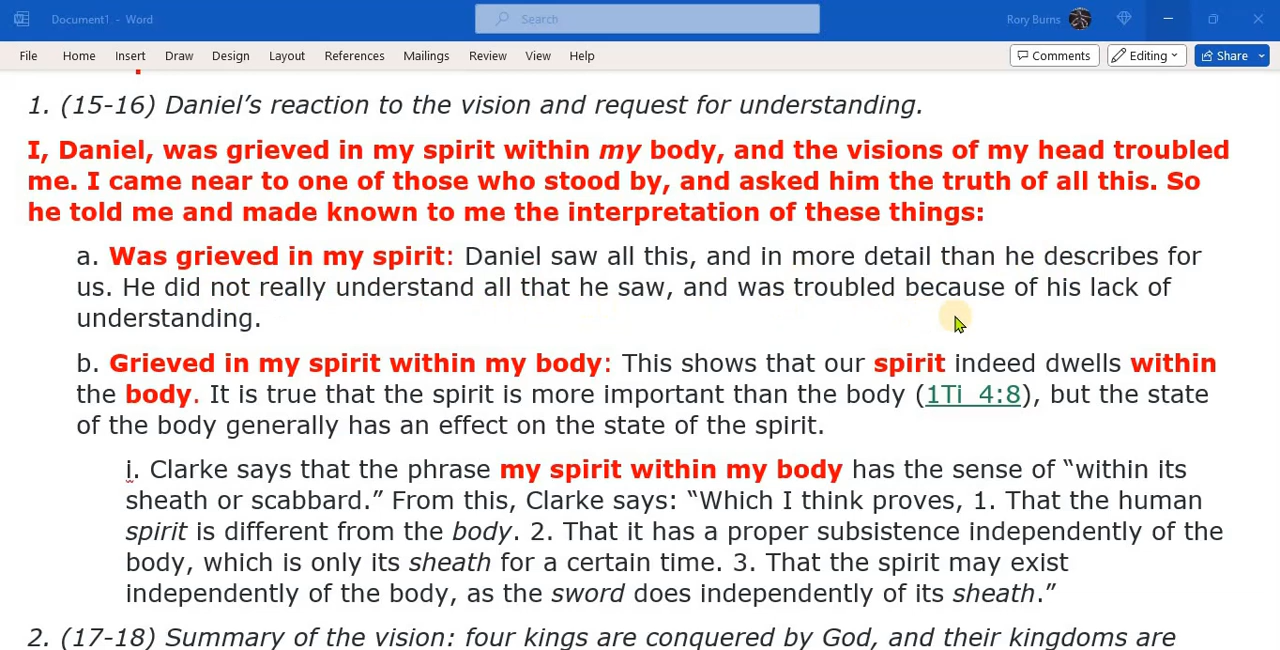 Document1 - Word
Search
Rory Burns
File Home Insert Draw Design Layout References Mailings Review View Help Comments Editing Share
1. (15-16) Daniel’s reaction to the vision and request for understanding.
I, Daniel, was grieved in my spirit within my body, and the visions of my head troubled
me. I came near to one of those who stood by, and asked him the truth of all this. So
he told me and made known to me the interpretation of these things:
a. Was grieved in my spirit: Daniel saw all this, and in more detail than he describes for
us. He did not really understand all that he saw, and was troubled because of his lack of
understanding.
b. Grieved in my spirit within my body: This shows that our spirit indeed dwells within
the body. It is true that the spirit is more important than the body (1Ti_4:8), but the state
of the body generally has an effect on the state of the spirit.
i. Clarke says that the phrase my spirit within my body has the sense of “within its
sheath or scabbard.” From this, Clarke says: “Which I think proves, 1. That the human
spirit is different from the body. 2. That it has a proper subsistence independently of the
body, which is only its sheath for a certain time. 3. That the spirit may exist
independently of the body, as the sword does independently of its sheath.”
2. (17-18) Summary of the vision: four kings are conquered by God, and their kingdoms are